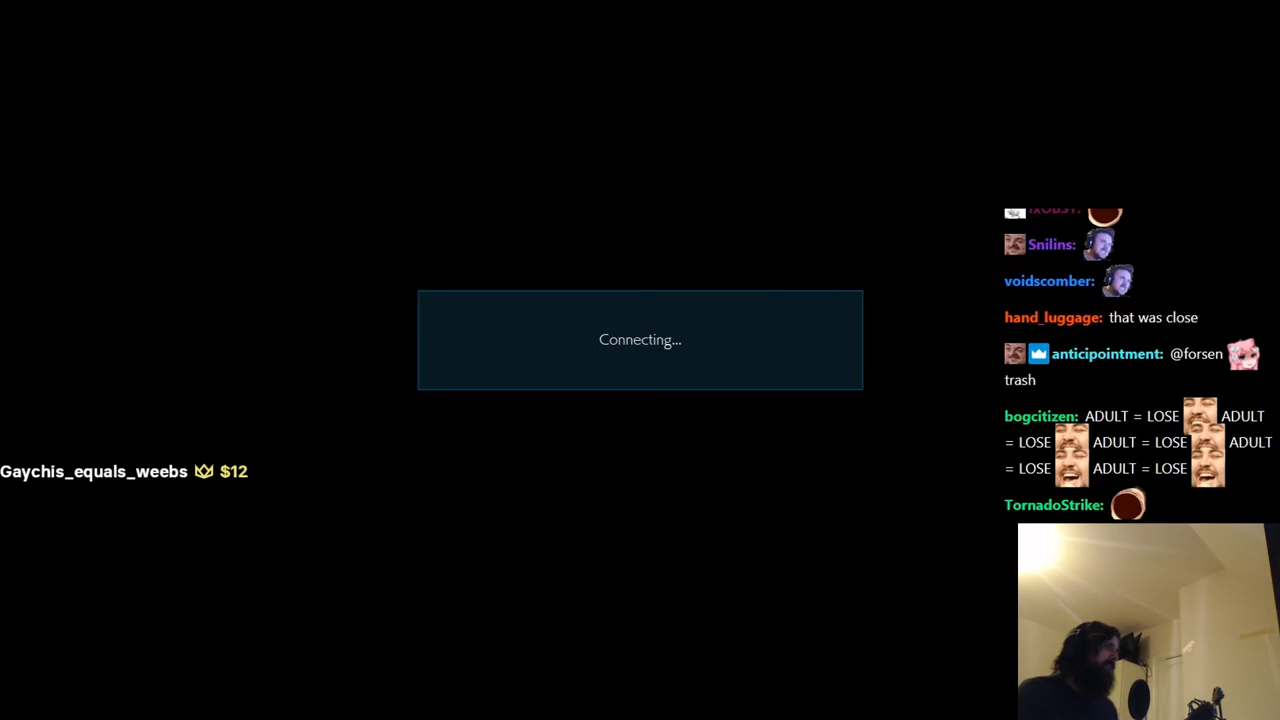 Snilins:
voidscomber:
hand_luggage: that was close
Connecting...
anticipointment: @forsen
trash
bogcitizen: ADULT = LOSE ADULT
= LOSE ADULT = LOSE ADULT
= LOSE ADULT = LOSE
Gaychis_equals_weebs $12
TornadoStrike: